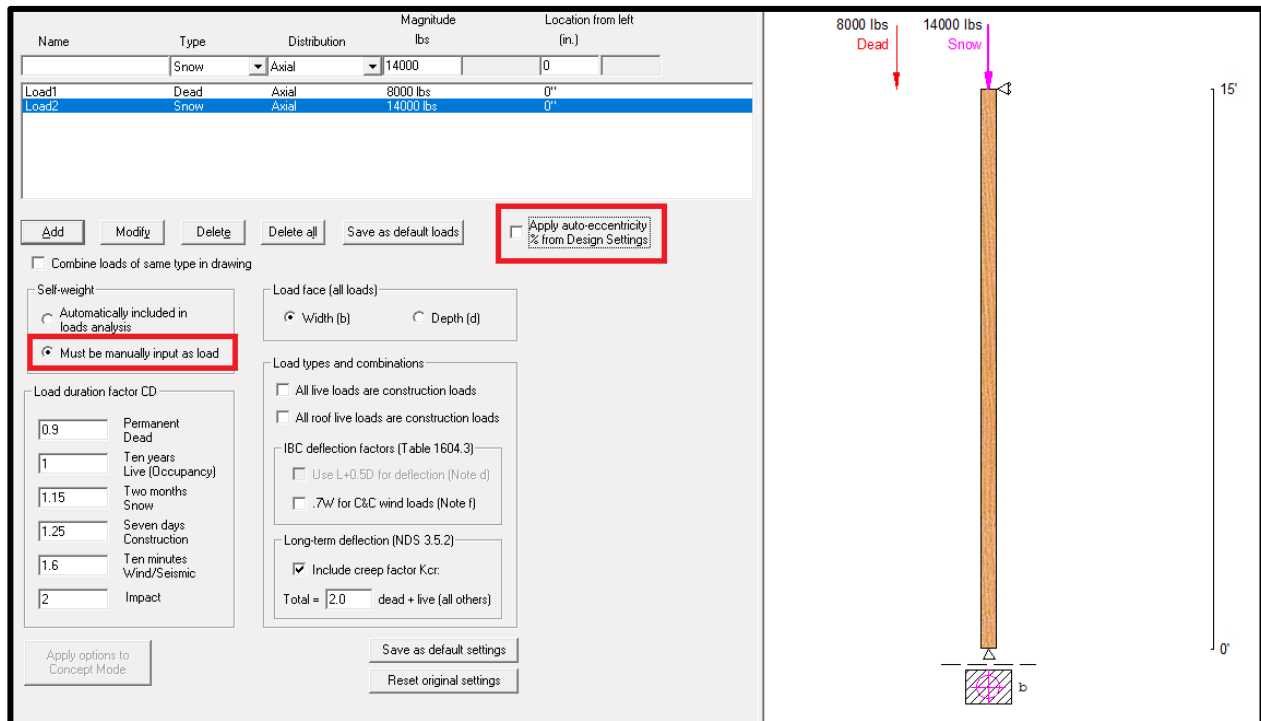 Magnitude Location from left
Name Type Distribution lbs (in.)
Snow Axial 14000 0
Load1 Dead Axial 8000 lbs 0"
Load2 Snow Axial 14000 lbs 0"
Add Modify Delete Delete all Save as default loads
Apply auto-eccentricity
% from Design Settings
Combine loads of same type in drawing
Self-weight
Automatically included in
loads analysis
Must be manually input as load
Load face (all loads)
Width (b) Depth (d)
Load duration factor CD
0.9 Permanent
Dead
1 Ten years
Live (Occupancy)
1.15 Two months
Snow
1.25 Seven days
Construction
1.6 Ten minutes
Wind/Seismic
2 Impact
Load types and combinations
All live loads are construction loads
All roof live loads are construction loads
IBC deflection factors (Table 1604.3)
Use L+0.5D for deflection (Note d)
.7W for C&C wind loads (Note f)
Long-term deflection (NDS 3.5.2)
Include creep factor Kcr:
Total = 2.0 dead + live (all others)
Apply options to
Concept Mode
Save as default settings
Reset original settings
8000 lbs 14000 lbs
Dead Snow
15'
0'
b